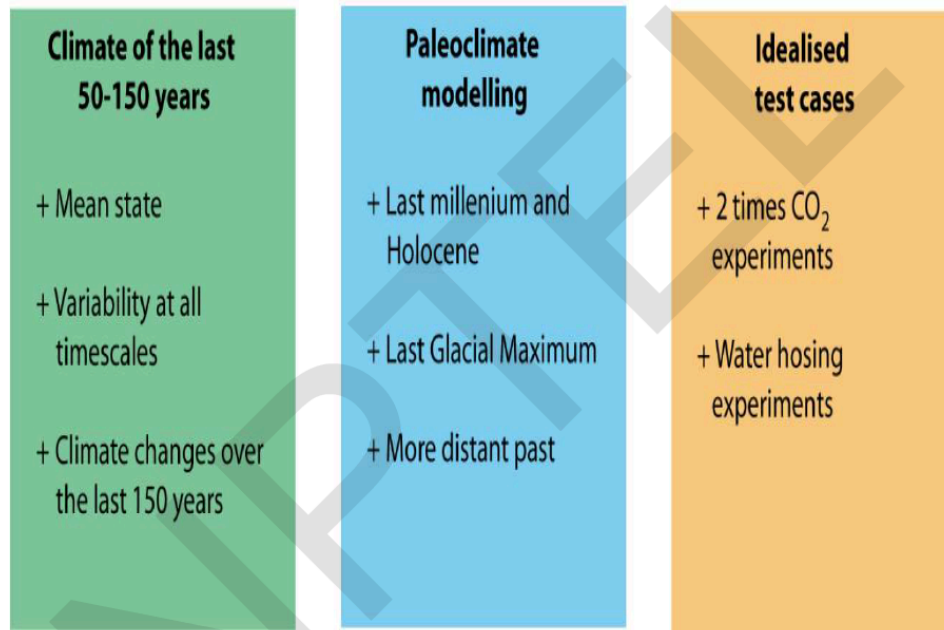 Climate of the last
50-150 years
+ Mean state
+ Variability at all
timescales
+ Climate changes over
the last 150 years
Paleoclimate
modelling
+ Last millenium and
Holocene
+ Last Glacial Maximum
+ More distant past
Idealised
test cases
+ 2 times CO₂
experiments
+ Water hosing
experiments
NPTEL